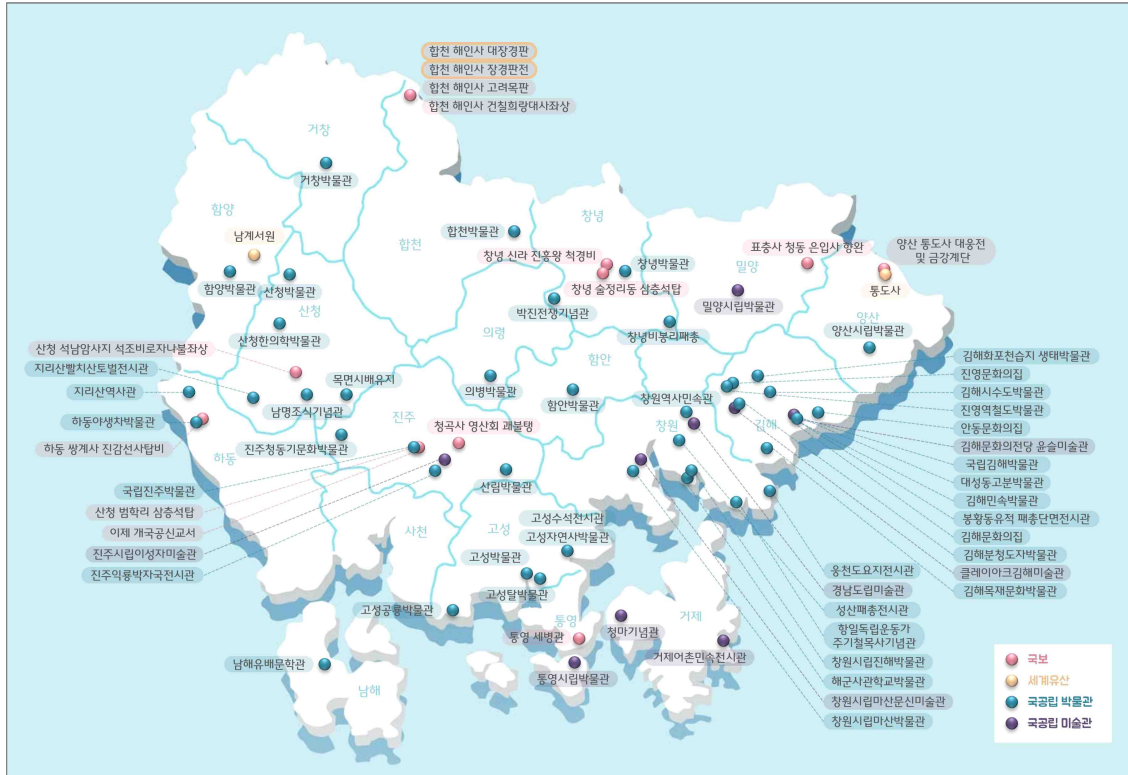 합천 해인사 대장경판
합천 해인사 장경판전
합천 해인사 고려목판
합천 해인사 건칠희랑대사좌상
거창
거창박물관
함양
남계서원
함양박물관
산청박물관
산청
산청한의학박물관
합천
합천박물관
창녕
창녕 신라 진흥왕 척경비
창녕박물관
창녕 술정리동 삼층석탑
박진전쟁기념관
창녕비봉리패총
표충사 청동 은입사 향완
밀양
밀양시립박물관
양산 통도사 대웅전
및 금강계단
통도사
양산
양산시립박물관
의령
의병박물관
함안
함안박물관
산청 석남암사지 석조비로자나불좌상
지리산빨치산토벌전시관
지리산역사관
하동야생차박물관
하동 쌍계사 진감선사탑비
목면시배유지
남명조식기념관
하동
진주
진주청동기문화박물관
청곡사 영산회 괘불탱
산림박물관
국립진주박물관
산청 범학리 삼층석탑
이제 개국공신교서
진주시립이성자미술관
진주익룡박자국전시관
창원역사민속관
창원
김해
김해화포천습지 생태박물관
진영문화의집
김해시수도박물관
진영역철도박물관
안동문화의집
김해문화의전당 윤슬미술관
국립김해박물관
대성동고분박물관
김해민속박물관
봉황동유적 패총단면전시관
김해문화의집
김해분청도자박물관
클레이아크김해미술관
김해목재문화박물관
사천
고성
고성수석전시관
고성자연사박물관
고성박물관
고성탈박물관
고성공룡박물관
통영
통영 세병관
통영시립박물관
거제
청마기념관
거제어촌민속전시관
남해유배문학관
남해
웅천도요지전시관
경남도립미술관
성산패총전시관
항일독립운동가
주기철목사기념관
창원시립진해박물관
해군사관학교박물관
창원시립마산문신미술관
창원시립마산박물관
국보
세계유산
국공립 박물관
국공립 미술관